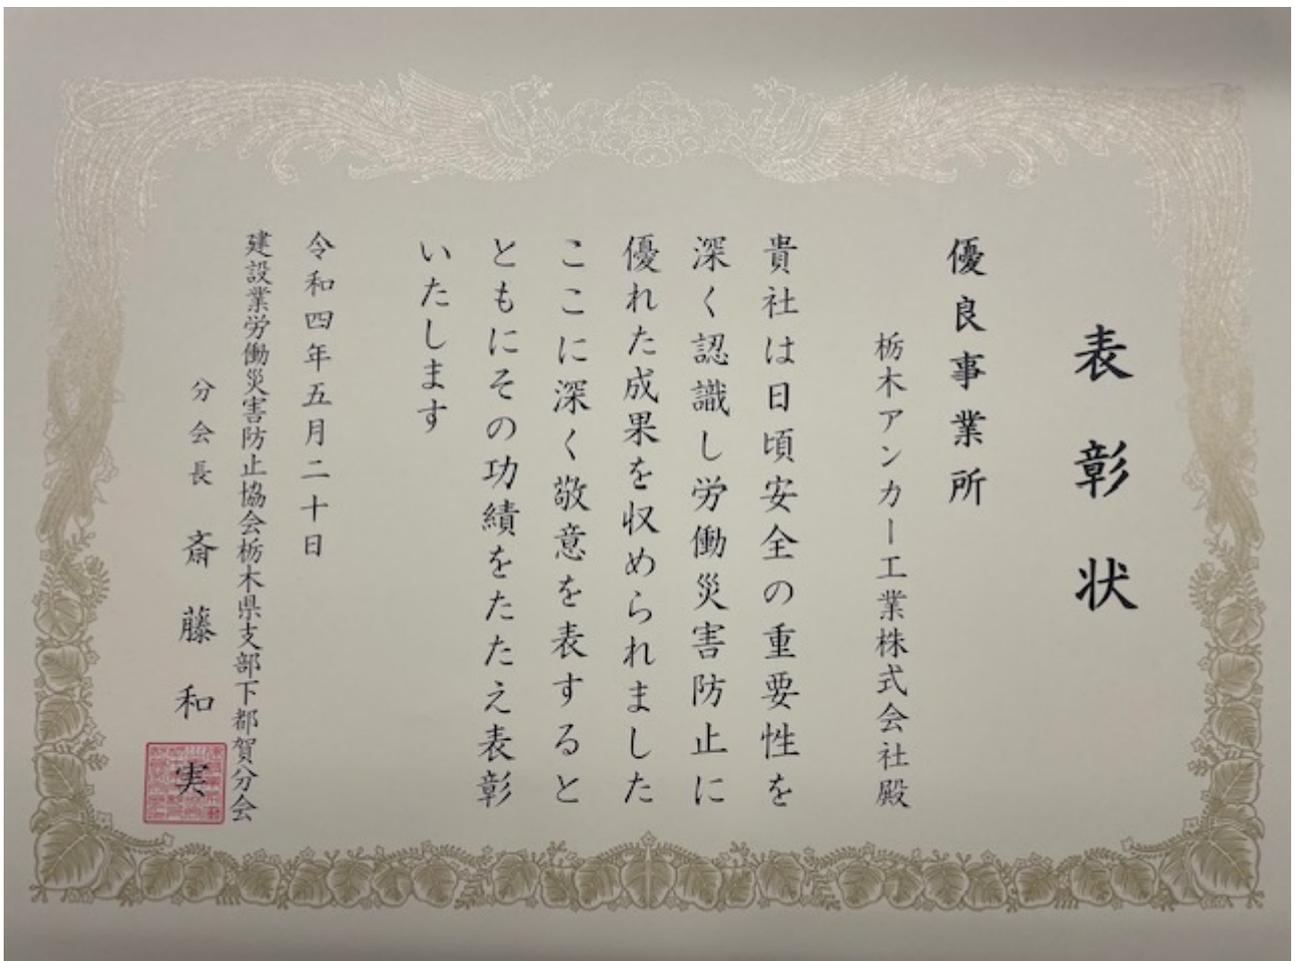 表彰状
優良事業所
栃木アンカー工業株式会社殿
貴社は日頃安全の重要性を
深く認識し労働災害防止に
優れた成果を収められました
ここに深く敬意を表すると
ともにその功績をたたえ表彰
いたします
令和四年五月二十日
建設業労働災害防止協会栃木県支部下都賀分会
分会長 斎藤和実